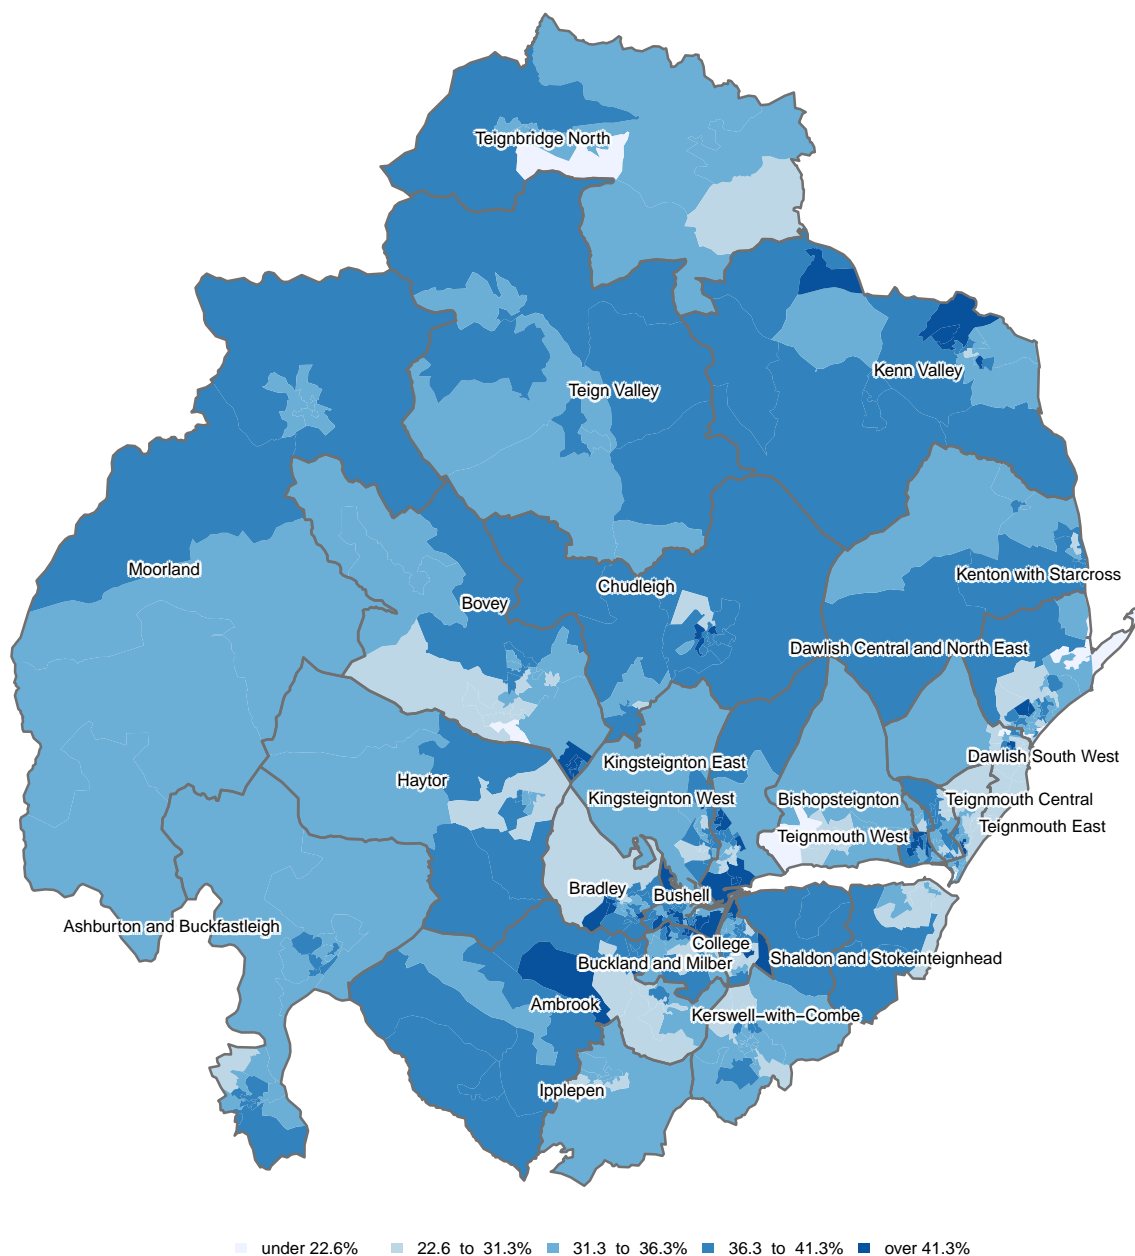 Teignbridge North
Kenn Valley
Teign Valley
Moorland
Kenton with Starcross
Chudleigh
Bovey
Dawlish Central and North East
Dawlish South West
Kingsteignton East
Haytor
Kingsteignton West
Bishopsteignton
Teignmouth Central
Teignmouth East
Teignmouth West
Bradley
Bushell
Ashburton and Buckfastleigh
College
Shaldon and Stokeinteignhead
Buckland and Milber
Ambrook
Kerswell−with−Combe
Ipplepen
under 22.6% 22.6 to 31.3% 31.3 to 36.3% 36.3 to 41.3% over 41.3%